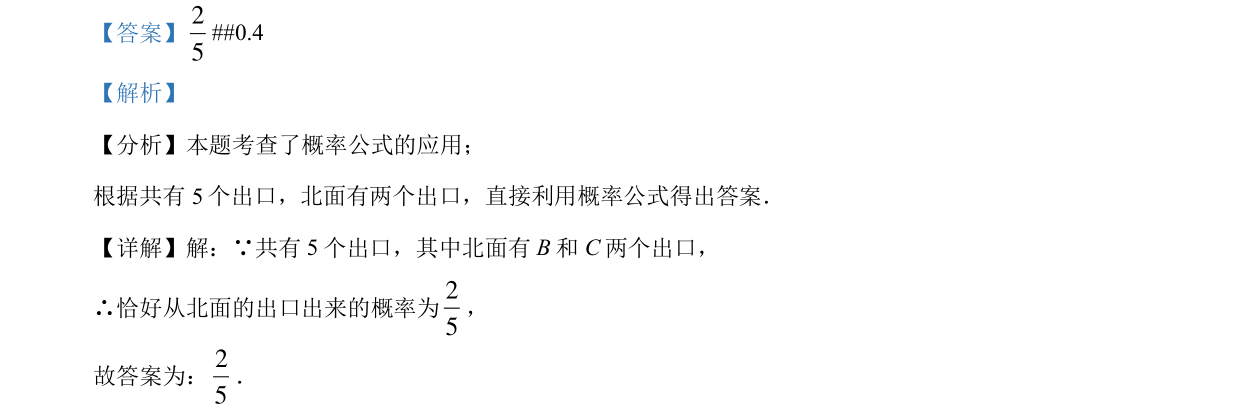 【答案】2/5##0.4
【解析】
【分析】本题考查了概率公式的应用；
根据共有 5 个出口，北面有两个出口，直接利用概率公式得出答案．
【详解】解：∵共有 5 个出口，其中北面有 B 和 C 两个出口，
∴恰好从北面的出口出来的概率为2/5，
故答案为：2/5．